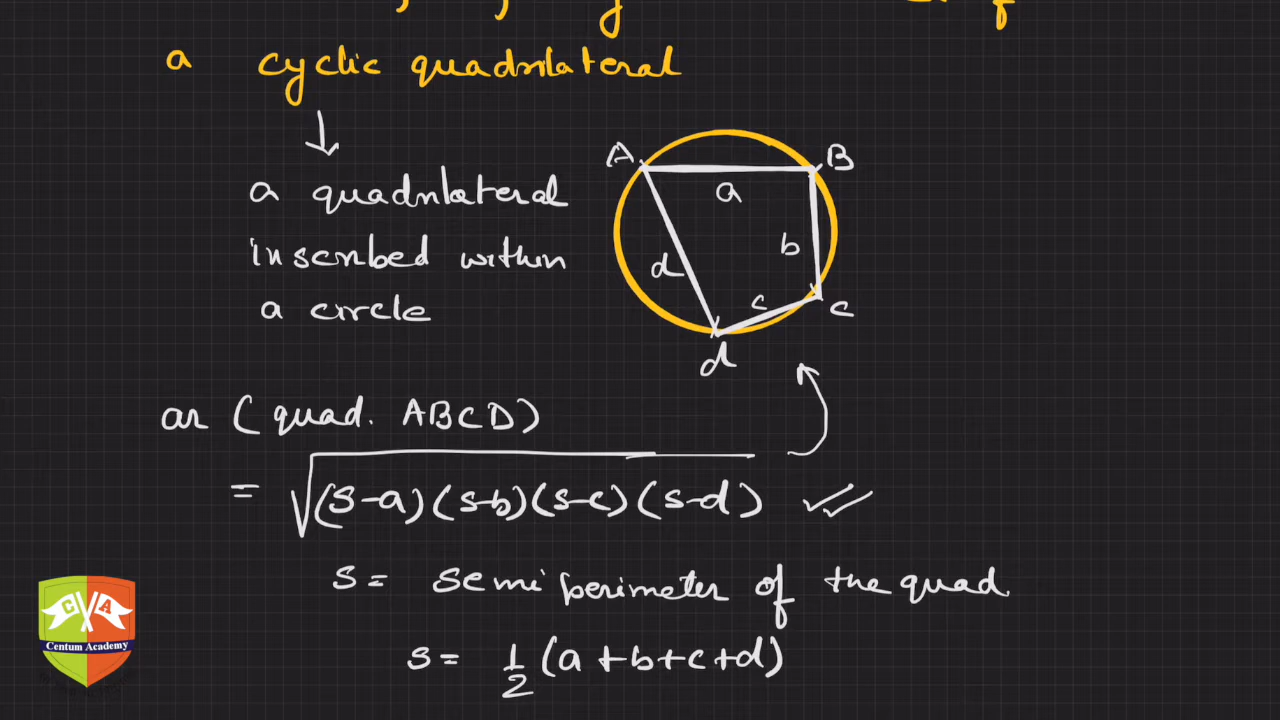 a cyclic quadrilateral
a quadrilateral
inscribed within
a circle
A
B
a
b
d
c
C
d
ar (quad. ABCD)
= √(s-a)(s-b)(s-c)(s-d)
s = semi perimeter of the quad.
s = 1/2 (a+b+c+d)
C A
Centum Academy